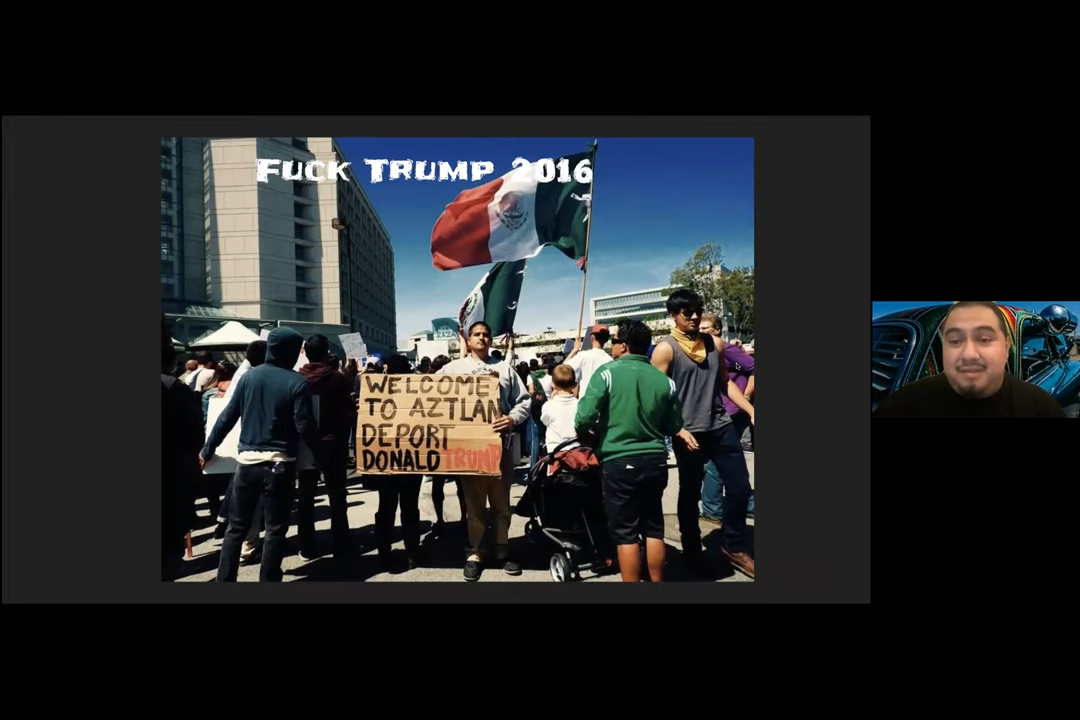 Fuck Trump 2016
WELCOME
TO AZTLAN
DEPORT
DONALD TRUMP